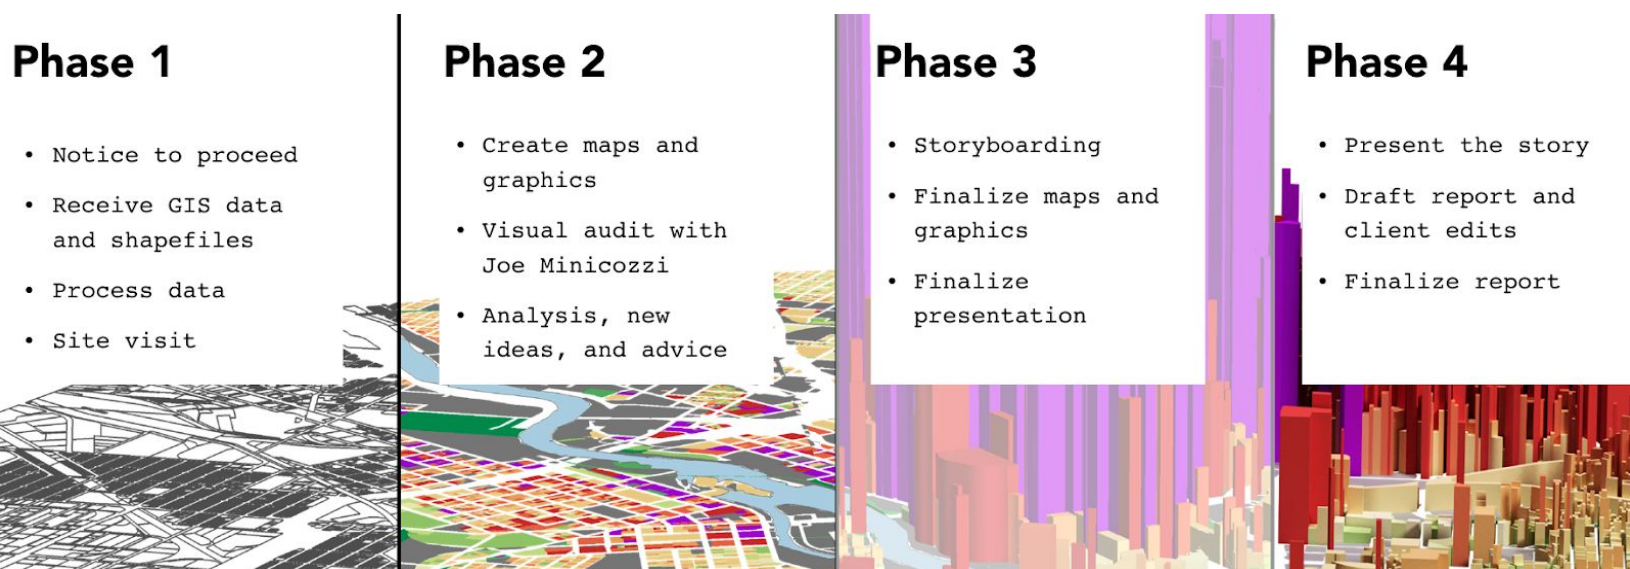 Phase 1
• Notice to proceed
• Receive GIS data
and shapefiles
• Process data
• Site visit
Phase 2
• Create maps and
graphics
• Visual audit with
Joe Minicozzi
• Analysis, new
ideas, and advice
Phase 3
• Storyboarding
• Finalize maps and
graphics
• Finalize
presentation
Phase 4
• Present the story
• Draft report and
client edits
• Finalize report